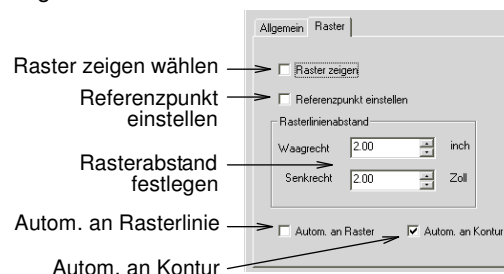 Allgemein Raster
Raster zeigen wählen
Raster zeigen
Referenzpunkt
einstellen
Referenzpunkt einstellen
Rasterlinienabstand
Waagrecht 2.00 inch
Rasterabstand
festlegen
Senkrecht 2.00 Zoll
Autom. an Rasterlinie
Autom. an Raster
Autom. an Kontur
Autom. an Kontur